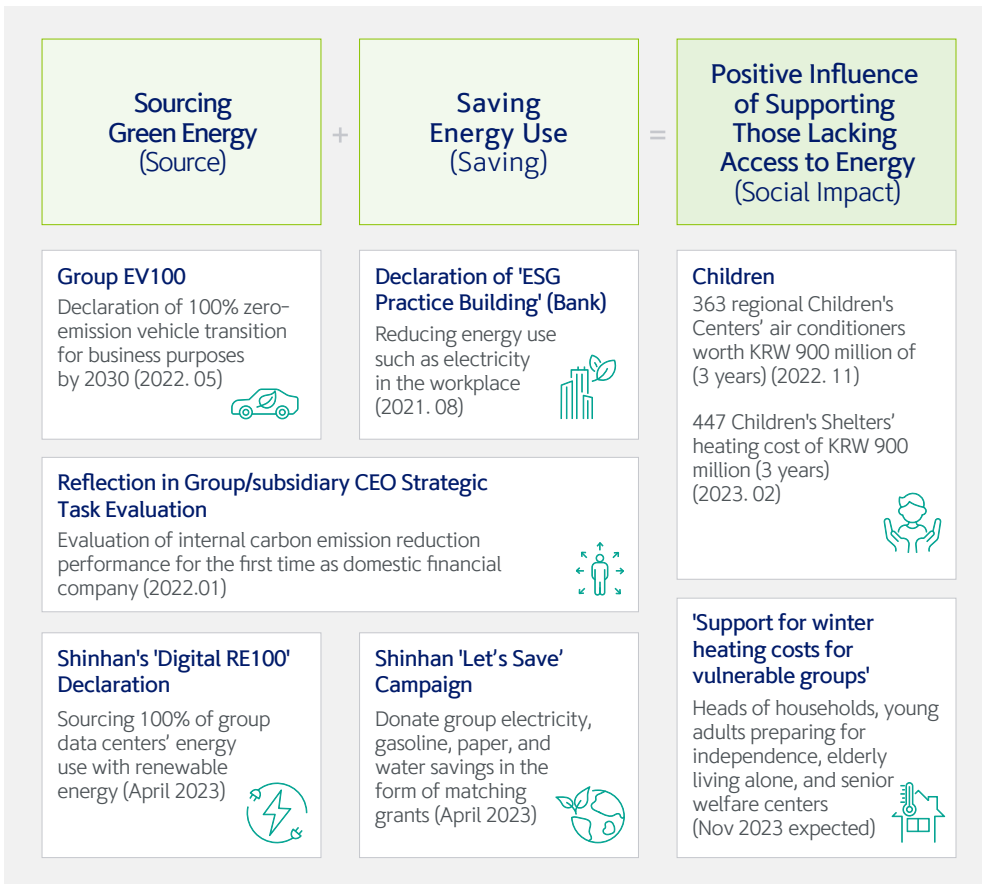 Sourcing
Green Energy
(Source)
+
Saving
Energy Use
(Saving)
=
Positive Influence
of Supporting
Those Lacking
Access to Energy
(Social Impact)
Group EV100
Declaration of 100% zero-
emission vehicle transition
for business purposes
by 2030 (2022. 05)
Declaration of 'ESG
Practice Building' (Bank)
Reducing energy use
such as electricity
in the workplace
(2021. 08)
Children
363 regional Children's
Centers’ air conditioners
worth KRW 900 million of
(3 years) (2022. 11)
447 Children's Shelters’
heating cost of KRW 900
million (3 years)
(2023. 02)
Reflection in Group/subsidiary CEO Strategic
Task Evaluation
Evaluation of internal carbon emission reduction
performance for the first time as domestic financial
company (2022.01)
Shinhan's 'Digital RE100'
Declaration
Sourcing 100% of group
data centers’ energy
use with renewable
energy (April 2023)
Shinhan 'Let’s Save’
Campaign
Donate group electricity,
gasoline, paper, and
water savings in the
form of matching
grants (April 2023)
'Support for winter
heating costs for
vulnerable groups'
Heads of households, young
adults preparing for
independence, elderly
living alone, and senior
welfare centers
(Nov 2023 expected)